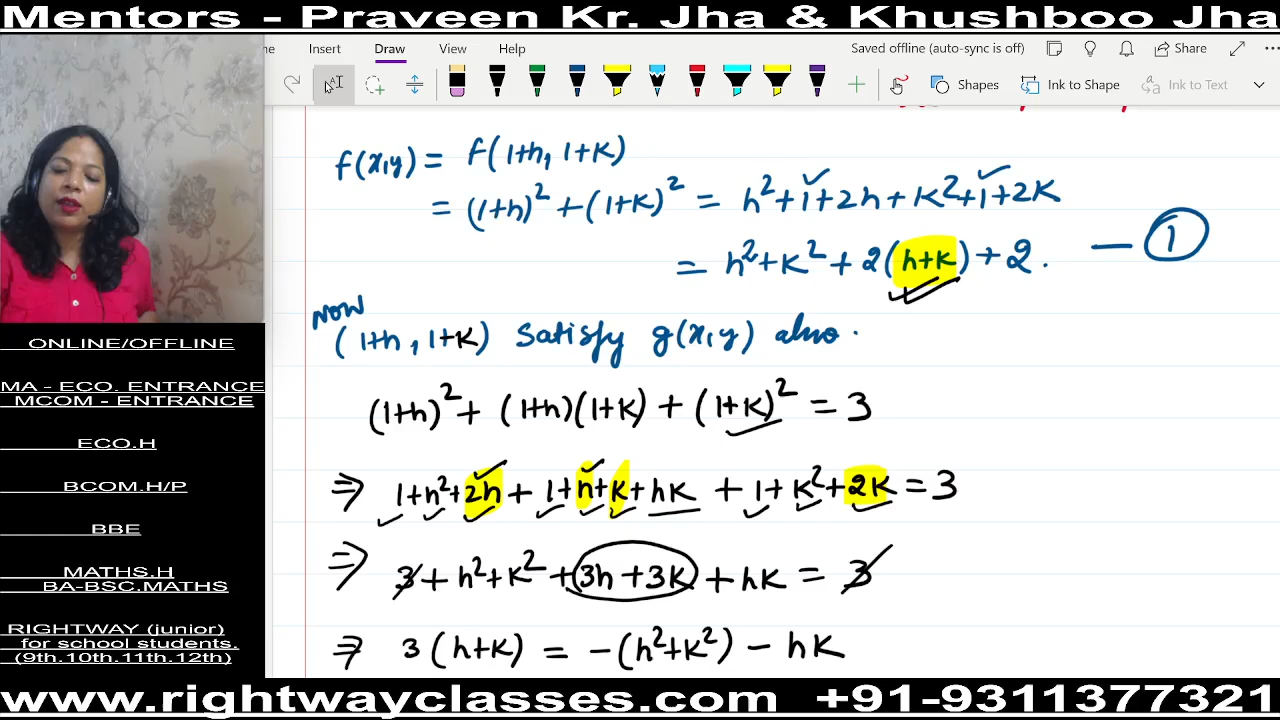 Mentors - Praveen Kr. Jha & Khushboo Jha
Insert Draw View Help Saved offline (auto-sync is off) Share
Shapes Ink to Shape Ink to Text
f(x,y) = f(1+h, 1+k)
= (1+h)² + (1+k)² = h²+1+2h+k²+1+2k
= h²+k² + 2(h+k)+2. — ①
Now
(1+h, 1+k) satisfy g(x,y) also.
(1+h)² + (1+h)(1+k) + (1+k)² = 3
⇒ 1+h²+2h + 1+h+k+hk + 1+k²+2k = 3
⇒ 3 + h²+k² + 3h+3k + hk = 3
⇒ 3(h+k) = -(h²+k²) - hk
ONLINE/OFFLINE
MA - ECO. ENTRANCE
MCOM - ENTRANCE
ECO.H
BCOM.H/P
BBE
MATHS.H
BA-BSC.MATHS
RIGHTWAY (junior)
for school students.
(9th.10th.11th.12th)
www.rightwayclasses.com +91-9311377321